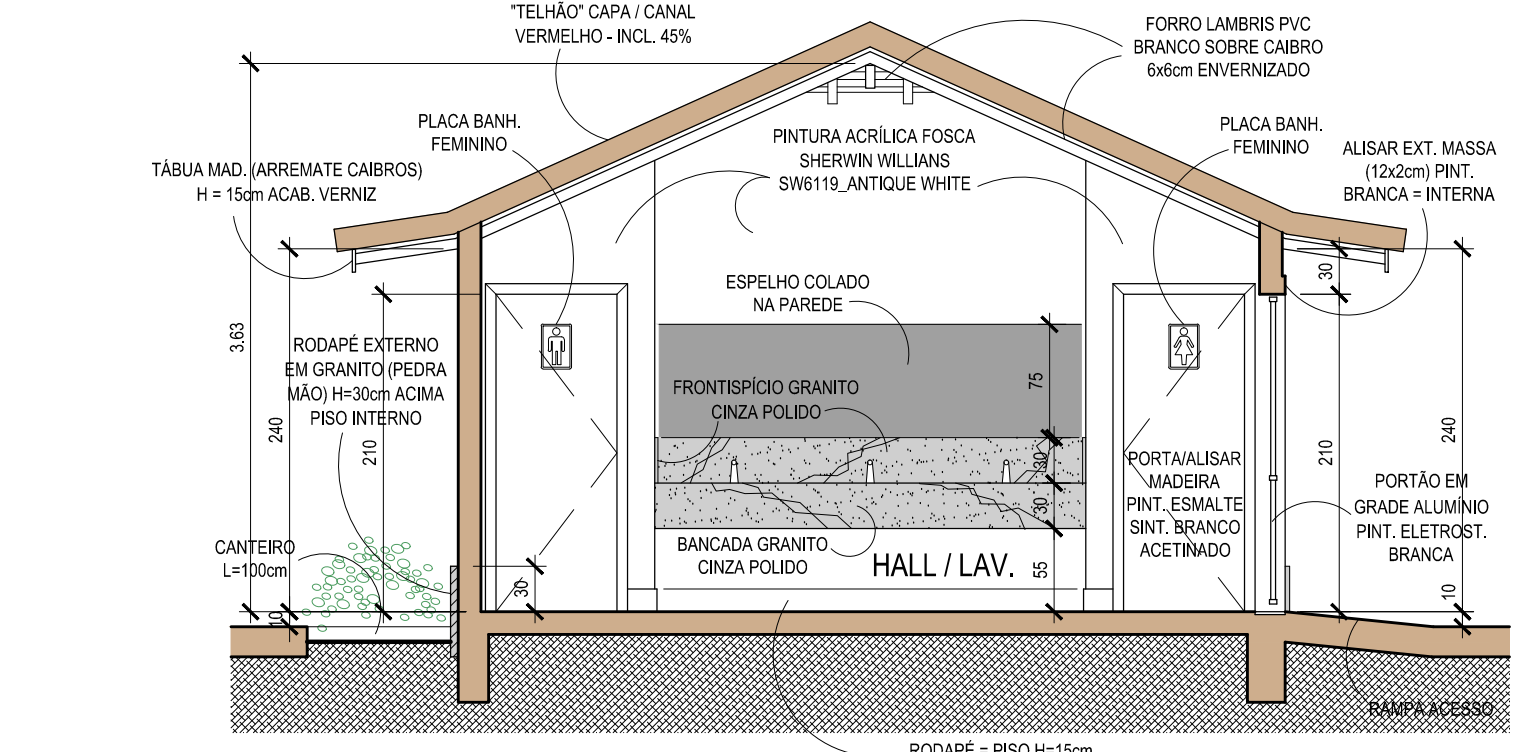 "TELHÃO" CAPA / CANAL
VERMELHO - INCL. 45%
FORRO LAMBRIS PVC
BRANCO SOBRE CAIBRO
6x6cm ENVERNIZADO
PLACA BANH.
FEMININO
PINTURA ACRÍLICA FOSCA
SHERWIN WILLIANS
SW6119_ANTIQUE WHITE
PLACA BANH.
FEMININO
ALISAR EXT. MASSA
(12x2cm) PINT.
BRANCA = INTERNA
TÁBUA MAD. (ARREMATE CAIBROS)
H = 15cm ACAB. VERNIZ
30
ESPELHO COLADO
NA PAREDE
3.63
RODAPÉ EXTERNO
EM GRANITO (PEDRA
MÃO) H=30cm ACIMA
PISO INTERNO
75
FRONTISPÍCIO GRANITO
CINZA POLIDO
240
210
30
210
240
PORTA/ALISAR
MADEIRA
PINT. ESMALTE
SINT. BRANCO
ACETINADO
PORTÃO EM
GRADE ALUMÍNIO
PINT. ELETROST.
BRANCA
30
CANTEIRO
L=100cm
BANCADA GRANITO
CINZA POLIDO
HALL / LAV.
55
30
10
10
RAMPA ACESSO
RODAPÉ = PISO H=15cm